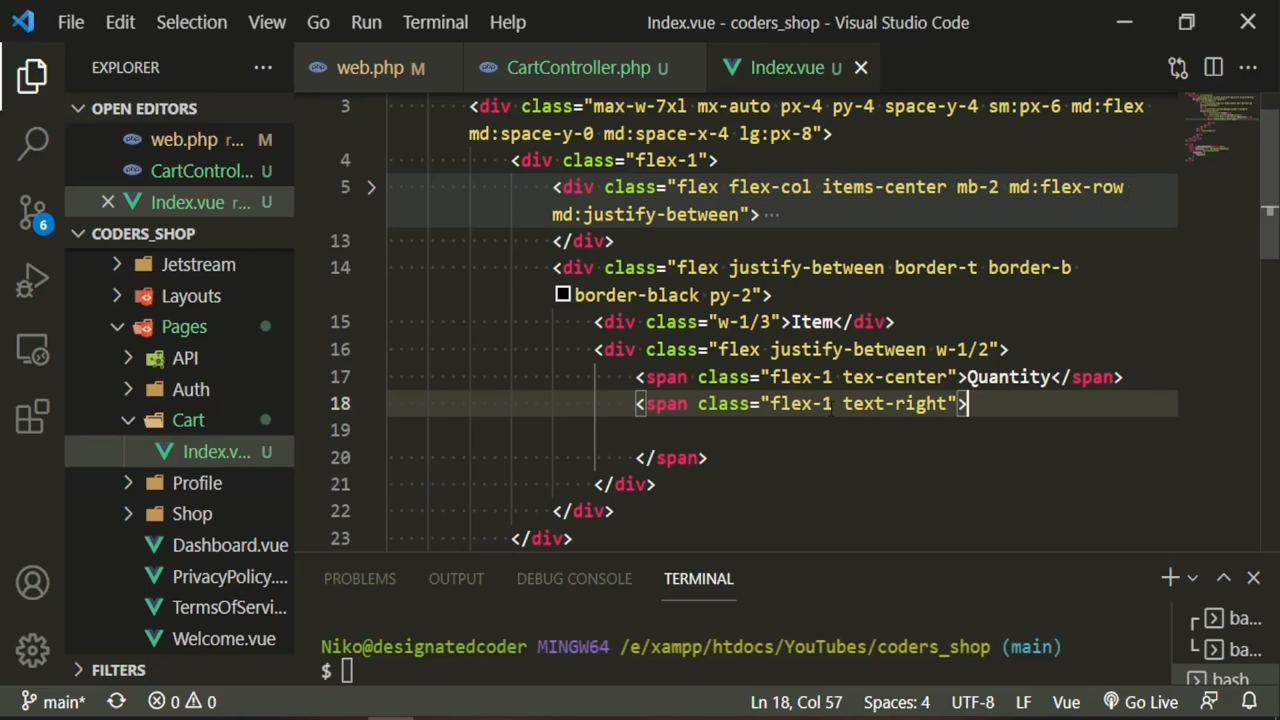 File Edit Selection View Go Run Terminal Help Index.vue - coders_shop - Visual Studio Code
EXPLORER ··· web.php M CartController.php U Index.vue U
OPEN EDITORS
web.php r... M
CartControl... U
Index.vue r... U
CODERS_SHOP
Jetstream
Layouts
Pages
API
Auth
Cart
Index.v... U
Profile
Shop
Dashboard.vue
PrivacyPolicy....
TermsOfServi...
Welcome.vue
FILTERS
6
3 <div class="max-w-7xl mx-auto px-4 py-4 space-y-4 sm:px-6 md:flex
md:space-y-0 md:space-x-4 lg:px-8">
4 <div class="flex-1">
5 <div class="flex flex-col items-center mb-2 md:flex-row
md:justify-between">···
13 </div>
14 <div class="flex justify-between border-t border-b
border-black py-2">
15 <div class="w-1/3">Item</div>
16 <div class="flex justify-between w-1/2">
17 <span class="flex-1 tex-center">Quantity</span>
18 <span class="flex-1 text-right">
19
20 </span>
21 </div>
22 </div>
23 </div>
PROBLEMS OUTPUT DEBUG CONSOLE TERMINAL
Niko@designatedcoder MINGW64 /e/xampp/htdocs/YouTubes/coders_shop (main)
$
ba...
ba...
bash
main* 0 0 Ln 18, Col 57 Spaces: 4 UTF-8 LF Vue Go Live